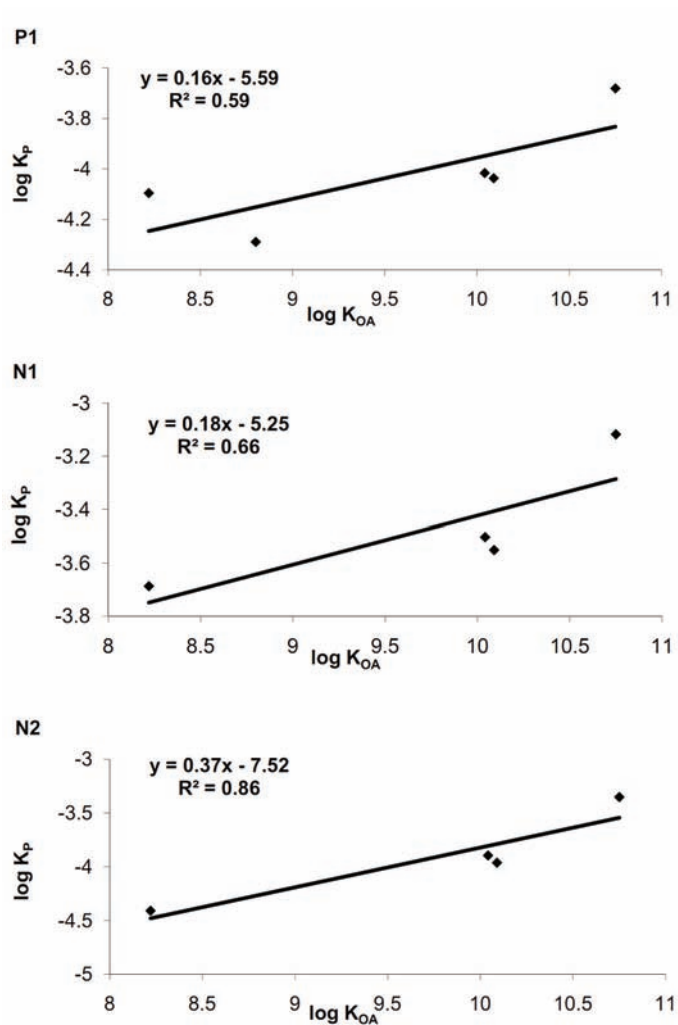 P1
y = 0.16x - 5.59
R² = 0.59
-3.6
-3.8
-4
-4.2
-4.4
log K_P
8 8.5 9 9.5 10 10.5 11
log K_OA
N1
y = 0.18x - 5.25
R² = 0.66
-3
-3.2
-3.4
-3.6
-3.8
log K_P
8 8.5 9 9.5 10 10.5 11
log K_OA
N2
y = 0.37x - 7.52
R² = 0.86
-3
-3.5
-4
-4.5
-5
log K_P
8 8.5 9 9.5 10 10.5 11
log K_OA